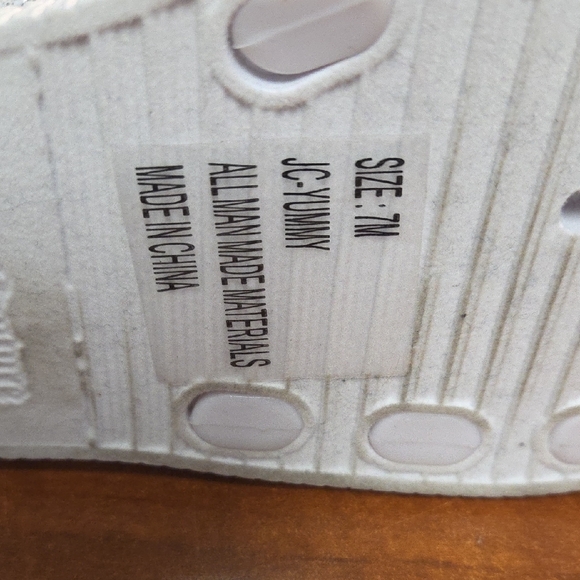 SIZE: 7M
JC-YUMMY
ALL MAN MADE MATERIALS
MADE IN CHINA